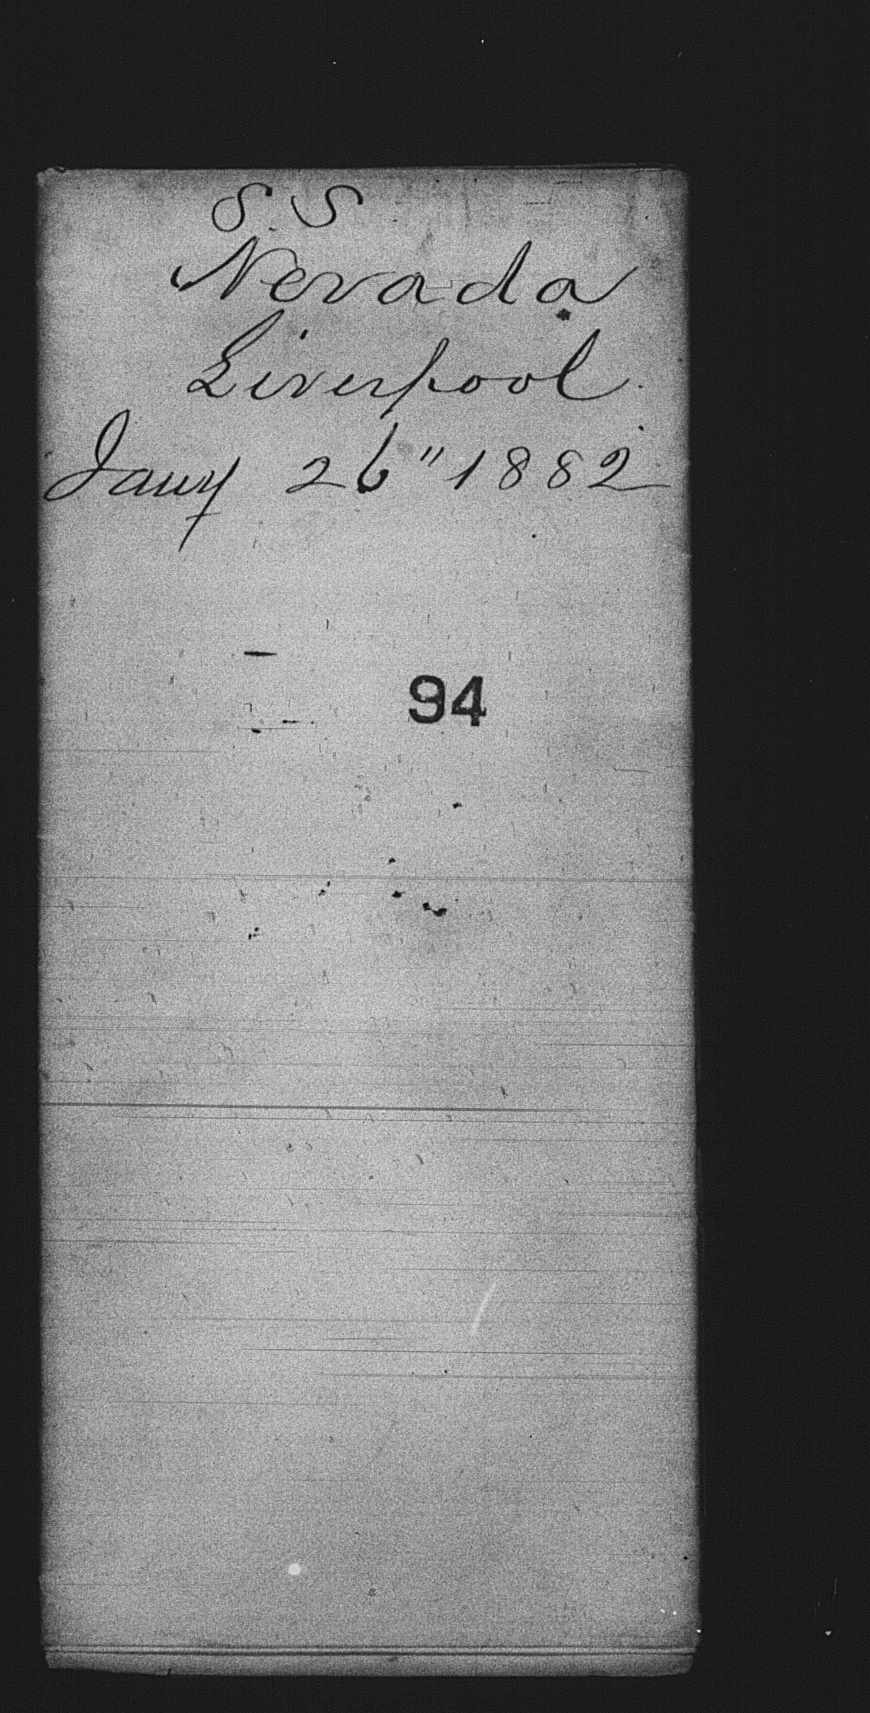 S.S
Nevada
Liverpool
Jany 26" 1882
94